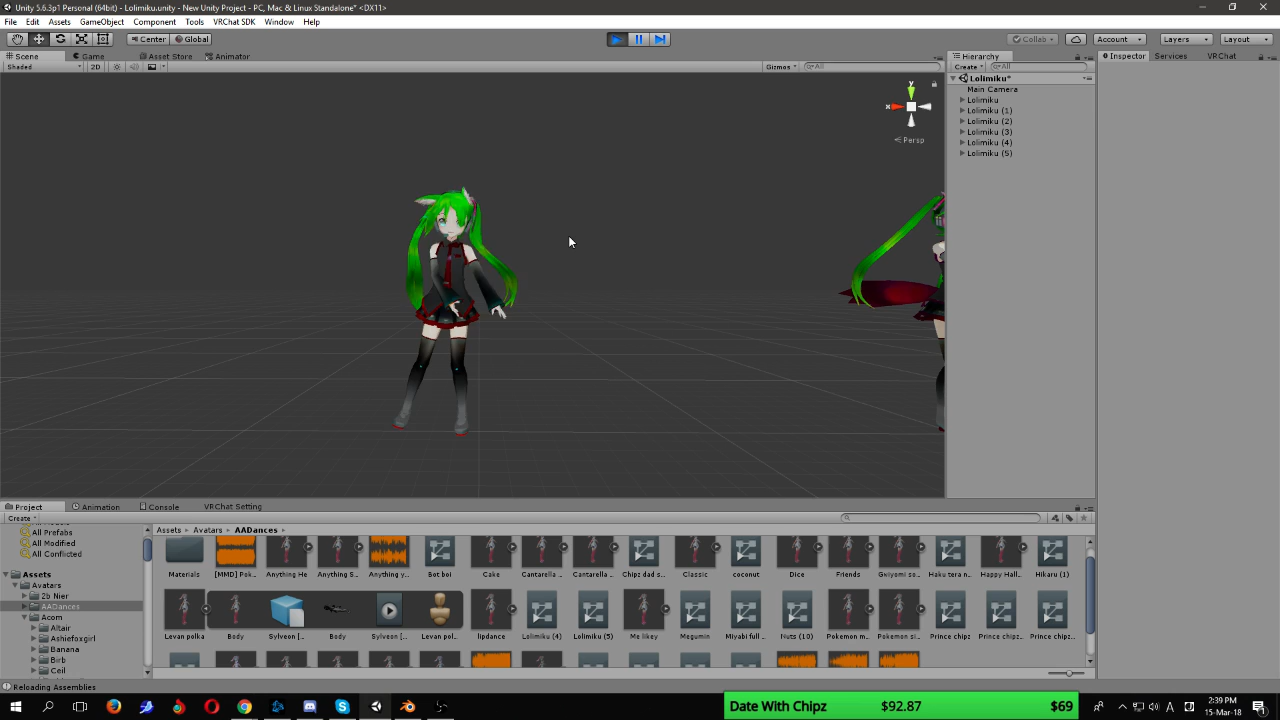 Unity 5.6.3p1 Personal (64bit) - Lolimiku.unity - New Unity Project - PC, Mac & Linux Standalone* <DX11>
File Edit Assets GameObject Component Tools VRChat SDK Window Help
Center Global Collab Account Layers Layout
Scene Game Asset Store Animator
Shaded 2D Gizmos All
y
x
Persp
Hierarchy
Create All
Lolimiku*
Main Camera
Lolimiku
Lolimiku (1)
Lolimiku (2)
Lolimiku (3)
Lolimiku (4)
Lolimiku (5)
Inspector Services VRChat
Project Animation Console VRChat Setting
Create
All Prefabs
All Modified
All Conflicted
Assets
Avatars
2b Nier
AADances
Acom
Altair
Ashiefoxgirl
Banana
Birb
Ceil
Assets Avatars AADances
Materials [MMD] Pok... Anything He Anything S... Anything y... Bot boi Cake Cantarella ... Cantarella ... Chipz dad s... Classic coconut Dice Friends Gwiyomi so... Haku tera n... Happy Hall... Hikaru (1)
Levan polka Body Sylveon [... Body Sylveon [... Levan pol... lipdance Lolimiku (4) Lolimiku (5) Me likey Megumin Miyabi full ... Nuts (10) Pokemon m... Pokemon si... Prince chipz Prince chipz... Prince chipz...
Reloading Assemblies
Date With Chipz $92.87 $69
2:39 PM
15-Mar-18